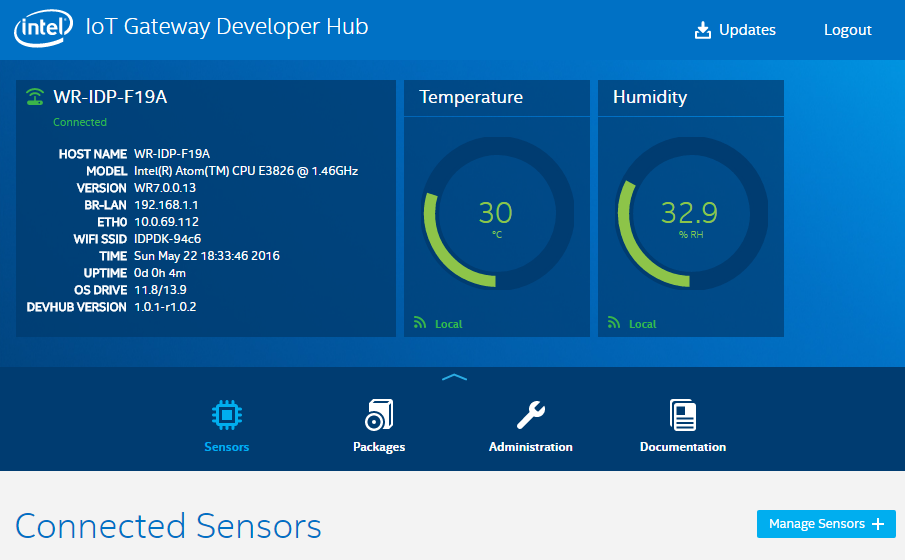 intel IoT Gateway Developer Hub
Updates
Logout
WR-IDP-F19A
Connected
HOST NAME WR-IDP-F19A
MODEL Intel(R) Atom(TM) CPU E3826 @ 1.46GHz
VERSION WR7.0.0.13
BR-LAN 192.168.1.1
ETH0 10.0.69.112
WIFI SSID IDPDK-94c6
TIME Sun May 22 18:33:46 2016
UPTIME 0d 0h 4m
OS DRIVE 11.8/13.9
DEVHUB VERSION 1.0.1-r1.0.2
Temperature
30
°C
Local
Humidity
32.9
% RH
Local
Sensors
Packages
Administration
Documentation
Connected Sensors
Manage Sensors +